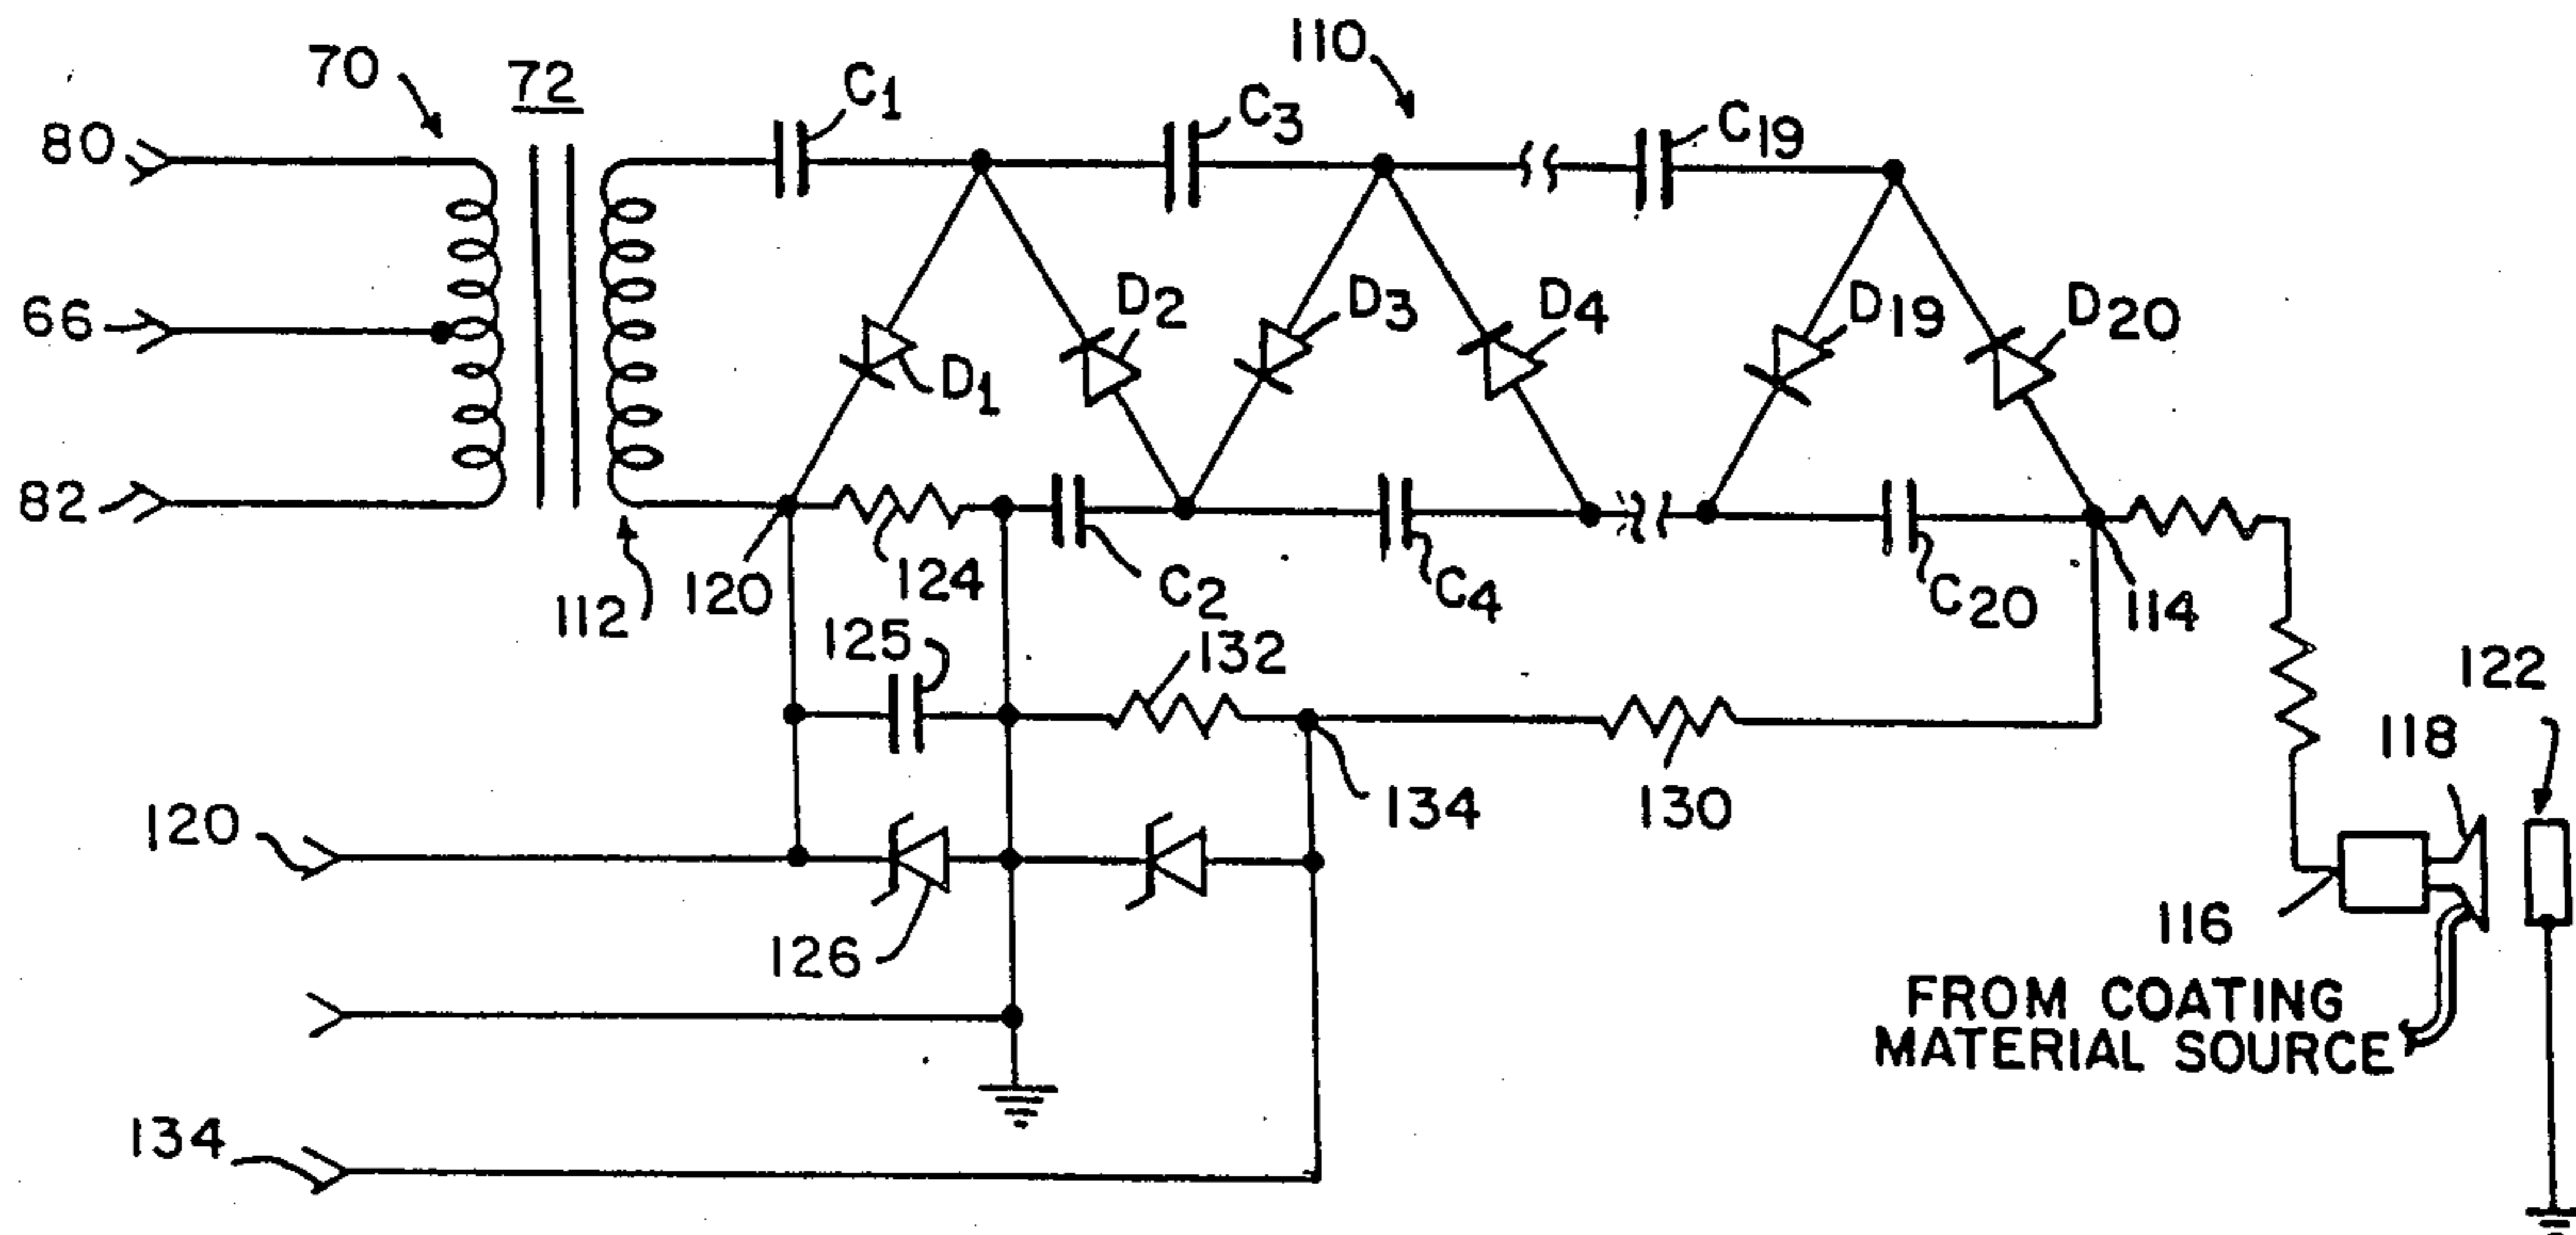 70
72
110
80
C1
C3
C19
66
D1
D2
D3
D4
D19
D20
82
112
120
124
C2
C4
C20
114
125
132
122
118
120
134
130
126
116
FROM COATING
MATERIAL SOURCE
134